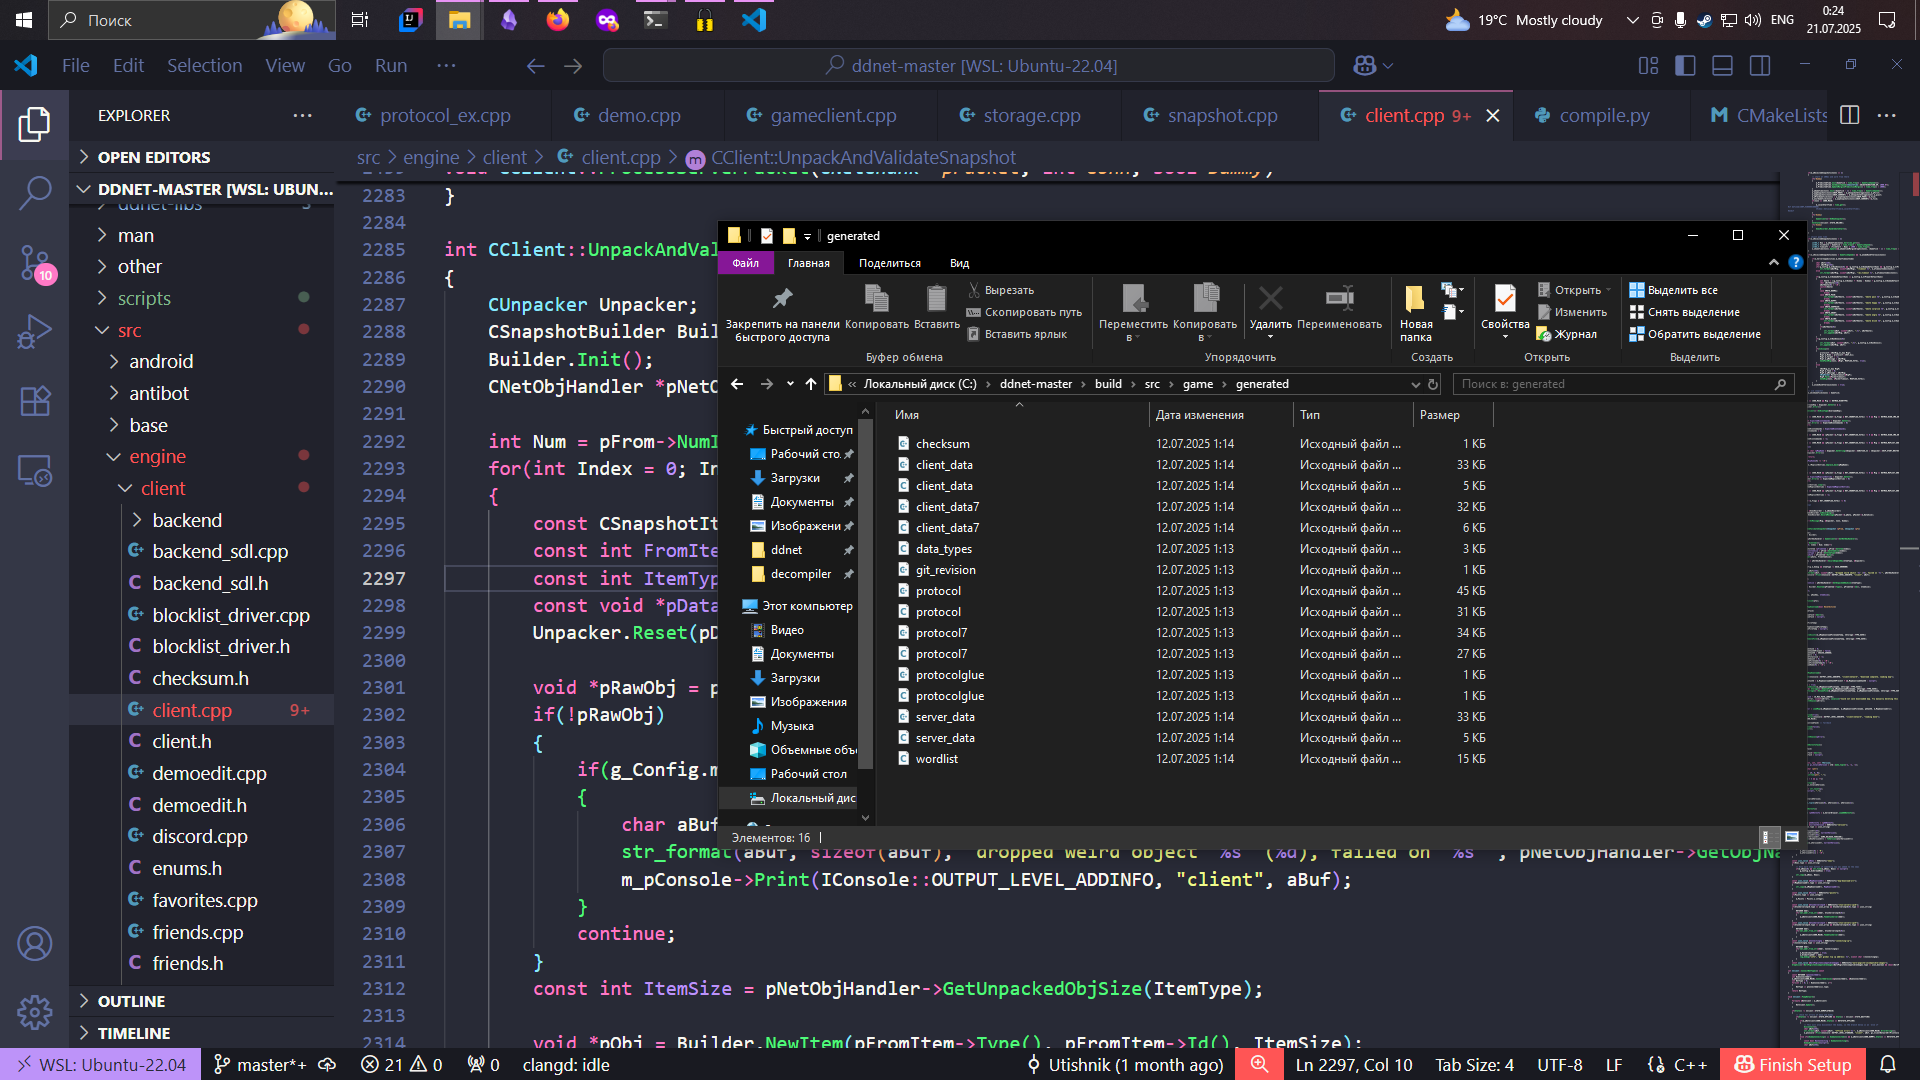 Поиск
19°C Mostly cloudy
ENG
0:24
21.07.2025
File Edit Selection View Go Run ···
ddnet-master [WSL: Ubuntu-22.04]
EXPLORER
protocol_ex.cpp
demo.cpp
gameclient.cpp
storage.cpp
snapshot.cpp
client.cpp 9+
compile.py
CMakeLists
src > engine > client > client.cpp > CClient::UnpackAndValidateSnapshot
OPEN EDITORS
DDNET-MASTER [WSL: UBUN...
ddnet-libs
man
other
scripts
src
android
antibot
base
engine
client
backend
backend_sdl.cpp
backend_sdl.h
blocklist_driver.cpp
blocklist_driver.h
checksum.h
client.cpp 9+
client.h
demoedit.cpp
demoedit.h
discord.cpp
enums.h
favorites.cpp
friends.cpp
friends.h
OUTLINE
TIMELINE
10
2283 }
2284
2285 int CClient::UnpackAndVal
2286 {
2287 CUnpacker Unpacker;
2288 CSnapshotBuilder Buil
2289 Builder.Init();
2290 CNetObjHandler *pNetO
2291
2292 int Num = pFrom->NumI
2293 for(int Index = 0; In
2294 {
2295 const CSnapshotIt
2296 const int FromIte
2297 const int ItemTyp
2298 const void *pData
2299 Unpacker.Reset(pD
2300
2301 void *pRawObj = p
2302 if(!pRawObj)
2303 {
2304 if(g_Config.m
2305 {
2306 char aBuf
2307 str_format(aBuf, sizeof(aBuf), "dropped weird object '%s' (%d), failed on '%s'", pNetObjHandler->GetObjNa
2308 m_pConsole->Print(IConsole::OUTPUT_LEVEL_ADDINFO, "client", aBuf);
2309 }
2310 continue;
2311 }
2312 const int ItemSize = pNetObjHandler->GetUnpackedObjSize(ItemType);
2313
2314 void *pObj = Builder.NewItem(pFromItem->Type(), pFromItem->Id(), ItemSize);
generated
Файл Главная Поделиться Вид
Закрепить на панели быстрого доступа
Копировать
Вставить
Вырезать
Скопировать путь
Вставить ярлык
Буфер обмена
Переместить в
Копировать в
Удалить
Переименовать
Упорядочить
Новая папка
Создать
Свойства
Открыть
Изменить
Журнал
Открыть
Выделить все
Снять выделение
Обратить выделение
Выделить
« Локальный диск (C:) > ddnet-master > build > src > game > generated
Поиск в: generated
Быстрый доступ
Рабочий сто.
Загрузки
Документы
Изображени
ddnet
decompiler
Этот компьютер
Видео
Документы
Загрузки
Изображения
Музыка
Объемные объ
Рабочий стол
Локальный дис
Имя Дата изменения Тип Размер
checksum 12.07.2025 1:14 Исходный файл ... 1 КБ
client_data 12.07.2025 1:14 Исходный файл ... 33 КБ
client_data 12.07.2025 1:14 Исходный файл ... 5 КБ
client_data7 12.07.2025 1:14 Исходный файл ... 32 КБ
client_data7 12.07.2025 1:14 Исходный файл ... 6 КБ
data_types 12.07.2025 1:13 Исходный файл ... 3 КБ
git_revision 12.07.2025 1:13 Исходный файл ... 1 КБ
protocol 12.07.2025 1:13 Исходный файл ... 45 КБ
protocol 12.07.2025 1:13 Исходный файл ... 31 КБ
protocol7 12.07.2025 1:13 Исходный файл ... 34 КБ
protocol7 12.07.2025 1:13 Исходный файл ... 27 КБ
protocolglue 12.07.2025 1:13 Исходный файл ... 1 КБ
protocolglue 12.07.2025 1:13 Исходный файл ... 1 КБ
server_data 12.07.2025 1:14 Исходный файл ... 33 КБ
server_data 12.07.2025 1:14 Исходный файл ... 5 КБ
wordlist 12.07.2025 1:14 Исходный файл ... 15 КБ
Элементов: 16
WSL: Ubuntu-22.04
master*+
21 0
0
clangd: idle
Utishnik (1 month ago)
Ln 2297, Col 10
Tab Size: 4
UTF-8
LF
C++
Finish Setup